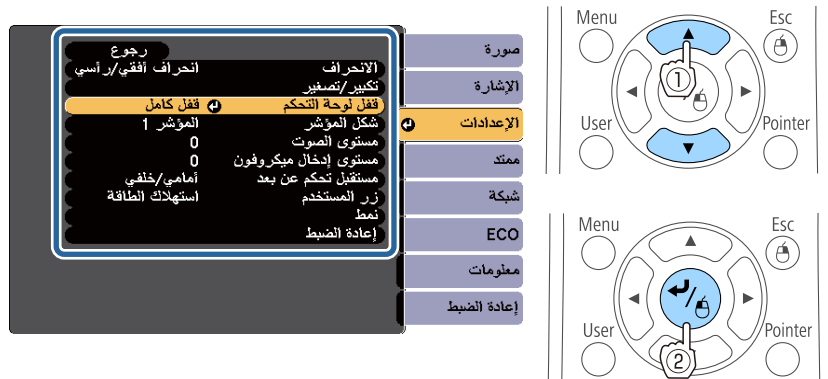 رجوع
الانحراف انحراف أفقي/رأسي
تكبير/تصغير
قفل لوحة التحكم قفل كامل
شكل المؤشر المؤشر 1
مستوى الصوت 0
مستوى إدخال ميكروفون 0
مستقبل تحكم عن بعد أمامي/خلفي
زر المستخدم استهلاك الطاقة
نمط
إعادة الضبط
صورة
الإشارة
الإعدادات
ممتد
شبكة
ECO
معلومات
إعادة الضبط
Menu Esc
1
User Pointer
Menu Esc
User Pointer
2